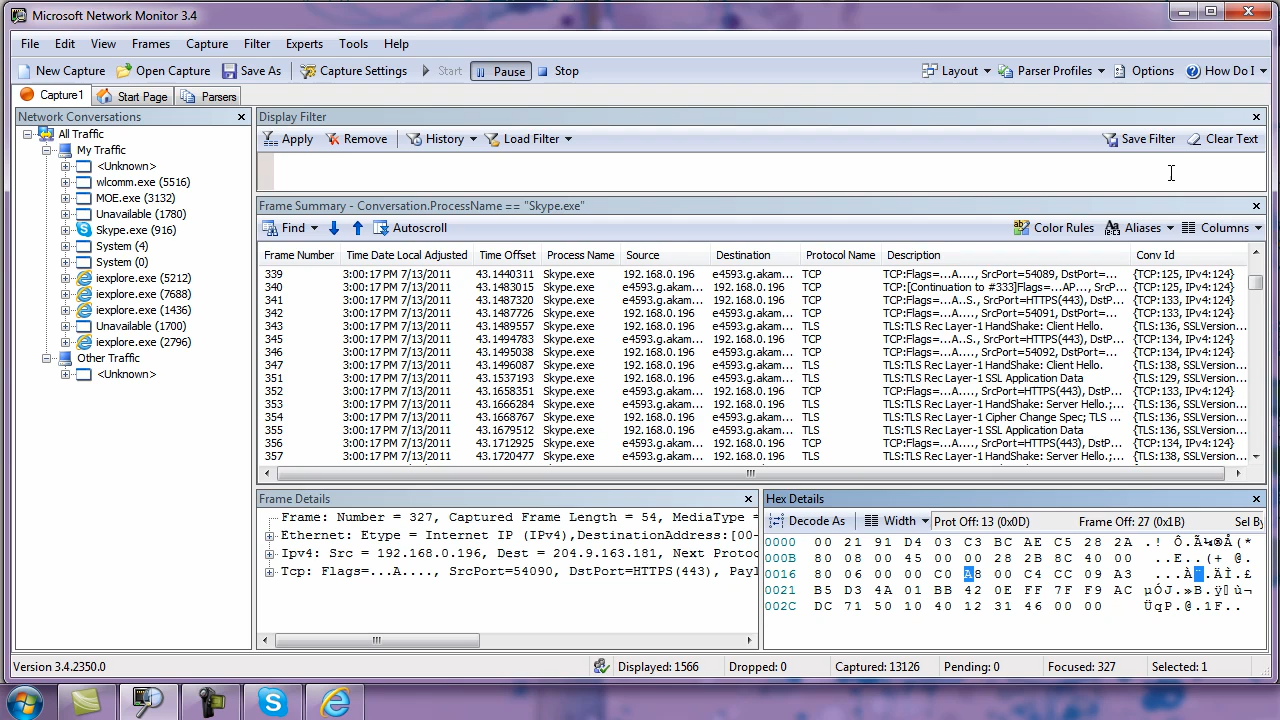 Microsoft Network Monitor 3.4
File Edit View Frames Capture Filter Experts Tools Help
New Capture Open Capture Save As Capture Settings Start Pause Stop Layout Parser Profiles Options How Do I
Capture1 Start Page Parsers
Network Conversations
All Traffic
My Traffic
<Unknown>
wlcomm.exe (5516)
MOE.exe (3132)
Unavailable (1780)
Skype.exe (916)
System (4)
System (0)
iexplore.exe (5212)
iexplore.exe (7688)
iexplore.exe (1436)
Unavailable (1700)
iexplore.exe (2796)
Other Traffic
<Unknown>
Display Filter
Apply Remove History Load Filter Save Filter Clear Text
Frame Summary - Conversation.ProcessName == "Skype.exe"
Find Autoscroll Color Rules Aliases Columns
Frame Number Time Date Local Adjusted Time Offset Process Name Source Destination Protocol Name Description Conv Id
339 3:00:17 PM 7/13/2011 43.1440311 Skype.exe 192.168.0.196 e4593.g.akam... TCP TCP:Flags=...A...., SrcPort=54089, DstPort=... {TCP:125, IPv4:124}
340 3:00:17 PM 7/13/2011 43.1483015 Skype.exe e4593.g.akam... 192.168.0.196 TCP TCP:[Continuation to #333]Flags=...AP..., Sr... {TCP:125, IPv4:124}
341 3:00:17 PM 7/13/2011 43.1487320 Skype.exe e4593.g.akam... 192.168.0.196 TCP TCP:Flags=...A..S., SrcPort=HTTPS(443), Dst... {TCP:133, IPv4:124}
342 3:00:17 PM 7/13/2011 43.1487726 Skype.exe 192.168.0.196 e4593.g.akam... TCP TCP:Flags=...A...., SrcPort=54091, DstPort=... {TCP:133, IPv4:124}
343 3:00:17 PM 7/13/2011 43.1489557 Skype.exe 192.168.0.196 e4593.g.akam... TLS TLS:TLS Rec Layer-1 HandShake: Client Hello. {TLS:136, SSLVersion...
345 3:00:17 PM 7/13/2011 43.1494783 Skype.exe e4593.g.akam... 192.168.0.196 TCP TCP:Flags=...A..S., SrcPort=HTTPS(443), Dst... {TCP:135, IPv4:124}
346 3:00:17 PM 7/13/2011 43.1495038 Skype.exe 192.168.0.196 e4593.g.akam... TCP TCP:Flags=...A...., SrcPort=54092, DstPort=... {TCP:135, IPv4:124}
347 3:00:17 PM 7/13/2011 43.1496087 Skype.exe 192.168.0.196 e4593.g.akam... TLS TLS:TLS Rec Layer-1 HandShake: Client Hello. {TLS:138, SSLVersion...
351 3:00:17 PM 7/13/2011 43.1537193 Skype.exe 192.168.0.196 e4593.g.akam... TLS TLS:TLS Rec Layer-1 SSL Application Data {TLS:129, SSLVersion...
352 3:00:17 PM 7/13/2011 43.1658351 Skype.exe e4593.g.akam... 192.168.0.196 TCP TCP:Flags=...A...., SrcPort=HTTPS(443), DstP... {TCP:133, IPv4:124}
353 3:00:17 PM 7/13/2011 43.1666284 Skype.exe e4593.g.akam... 192.168.0.196 TLS TLS:TLS Rec Layer-1 HandShake: Server Hello.;... {TLS:136, SSLVersion...
354 3:00:17 PM 7/13/2011 43.1668767 Skype.exe 192.168.0.196 e4593.g.akam... TLS TLS:TLS Rec Layer-1 Cipher Change Spec; TLS ... {TLS:136, SSLVersion...
355 3:00:17 PM 7/13/2011 43.1679512 Skype.exe 192.168.0.196 e4593.g.akam... TLS TLS:TLS Rec Layer-1 SSL Application Data {TLS:136, SSLVersion...
356 3:00:17 PM 7/13/2011 43.1712925 Skype.exe e4593.g.akam... 192.168.0.196 TCP TCP:Flags=...A...., SrcPort=HTTPS(443), DstP... {TCP:135, IPv4:124}
357 3:00:17 PM 7/13/2011 43.1720477 Skype.exe e4593.g.akam... 192.168.0.196 TLS TLS:TLS Rec Layer-1 HandShake: Server Hello.;... {TLS:138, SSLVersion...
Frame Details
Frame: Number = 327, Captured Frame Length = 54, MediaType =
Ethernet: Etype = Internet IP (IPv4),DestinationAddress:[00-
Ipv4: Src = 192.168.0.196, Dest = 204.9.163.181, Next Protoc
Tcp: Flags=...A...., SrcPort=54090, DstPort=HTTPS(443), Payl
Hex Details
Decode As Width Prot Off: 13 (0x0D) Frame Off: 27 (0x1B) Sel By
0000 00 21 91 D4 03 C3 BC AE C5 28 2A .!.Ô.Ã¼®Å(*
000B 80 08 00 45 00 00 28 2B 8C 40 00 ...E..(+.@.
0016 80 06 00 00 C0 A8 00 C4 CC 09 A3 ....À¨.ÄÌ.£
0021 B5 D3 4A 01 BB 42 0E FF 7F F9 AC µÓJ.»B.ÿ.ù¬
002C DC 71 50 10 40 12 31 46 00 00 ÜqP.@.1F..
Version 3.4.2350.0 Displayed: 1566 Dropped: 0 Captured: 13126 Pending: 0 Focused: 327 Selected: 1